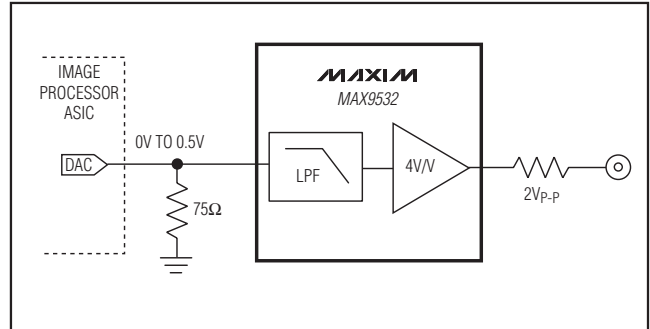 IMAGE
PROCESSOR
ASIC
DAC
0V TO 0.5V
75Ω
MAXIM
MAX9532
LPF
4V/V
2VP-P